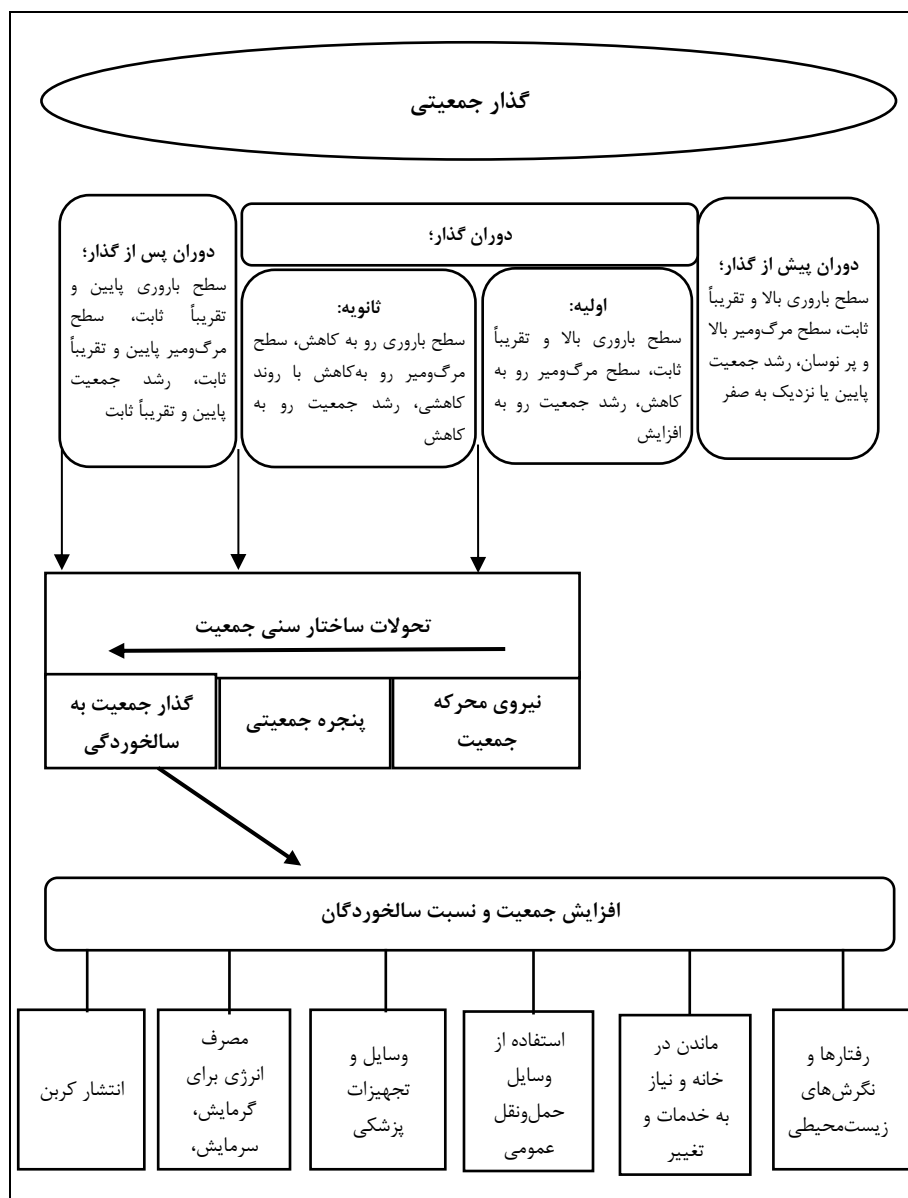 گذار جمعیتی
دوران پیش از گذار؛
سطح باروری بالا و تقریباً
ثابت، سطح مرگ‌ومیر بالا
و پر نوسان، رشد جمعیت
پایین یا نزدیک به صفر
دوران گذار؛
اولیه:
سطح باروری بالا و تقریباً
ثابت، سطح مرگ‌ومیر رو به
کاهش، رشد جمعیت رو به
افزایش
ثانویه:
سطح باروری رو به کاهش، سطح
مرگ‌ومیر رو به‌کاهش با روند
کاهشی، رشد جمعیت رو به
کاهش
دوران پس از گذار؛
سطح باروری پایین و
تقریباً ثابت، سطح
مرگ‌ومیر پایین و تقریباً
ثابت، رشد جمعیت
پایین و تقریباً ثابت
تحولات ساختار سنی جمعیت
نیروی محرکه
جمعیت
پنجره جمعیتی
گذار جمعیت به
سالخوردگی
افزایش جمعیت و نسبت سالخوردگان
رفتارها و
نگرش‌های
زیست‌محیطی
ماندن در
خانه و نیاز
به خدمات و
تغییر
استفاده از
وسایل
حمل‌ونقل
عمومی
وسایل و
تجهیزات
پزشکی
مصرف
انرژی برای
گرمایش،
سرمایش،
انتشار کربن